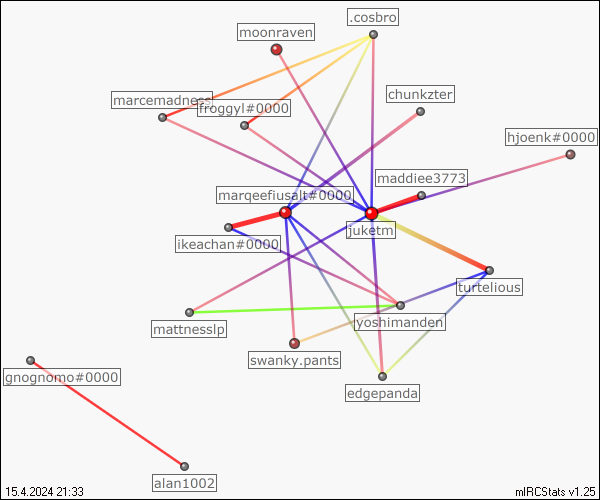 .cosbro
moonraven
chunkzter
marcemadness
froggyl#0000
hjoenk#0000
maddiee3773
marqeefiusalt#0000
juketm
ikeachan#0000
turtelious
mattnesslp
yoshimanden
swanky.pants
gnognomo#0000
edgepanda
alan1002
15.4.2024 21:33
mIRCStats v1.25